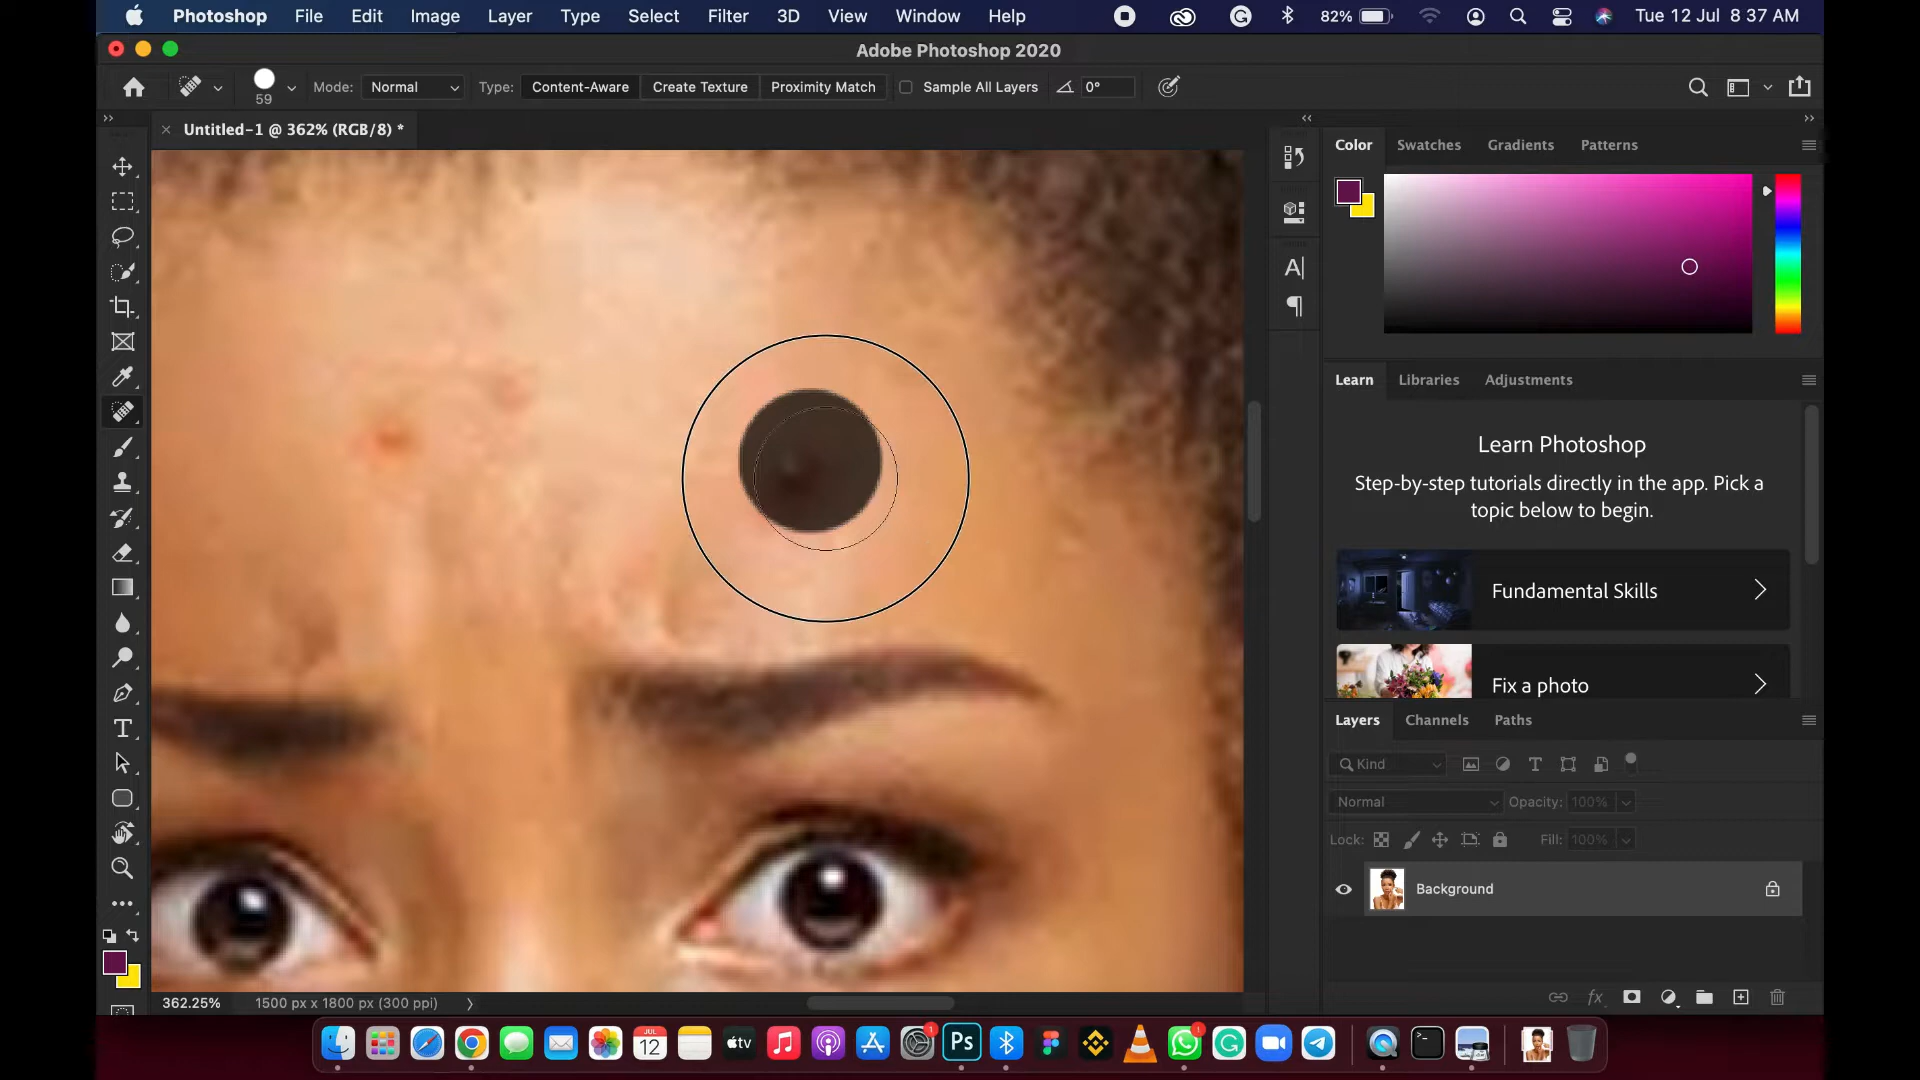 Photoshop File Edit Image Layer Type Select Filter 3D View Window Help 82% Tue 12 Jul 8 37 AM
Adobe Photoshop 2020
59 Mode: Normal Type: Content-Aware Create Texture Proximity Match Sample All Layers 0°
Untitled-1 @ 362% (RGB/8) *
Color Swatches Gradients Patterns
Learn Libraries Adjustments
Learn Photoshop
Step-by-step tutorials directly in the app. Pick a
topic below to begin.
Fundamental Skills
Fix a photo
Layers Channels Paths
Kind
Normal Opacity: 100%
Lock: Fill: 100%
Background
362.25% 1500 px x 1800 px (300 ppi)
JUL
12
tv
1
Ps
1